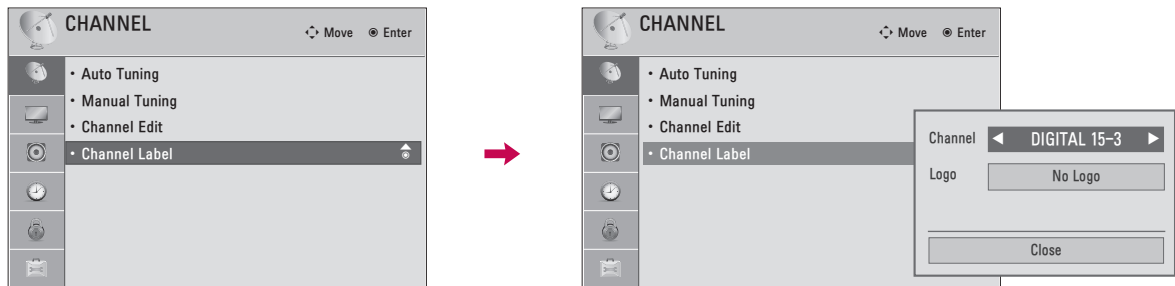 CHANNEL
Move
Enter
• Auto Tuning
• Manual Tuning
• Channel Edit
• Channel Label
CHANNEL
Move
Enter
• Auto Tuning
• Manual Tuning
• Channel Edit
• Channel Label
Channel ◀ DIGITAL 15-3 ▶
Logo No Logo
Close